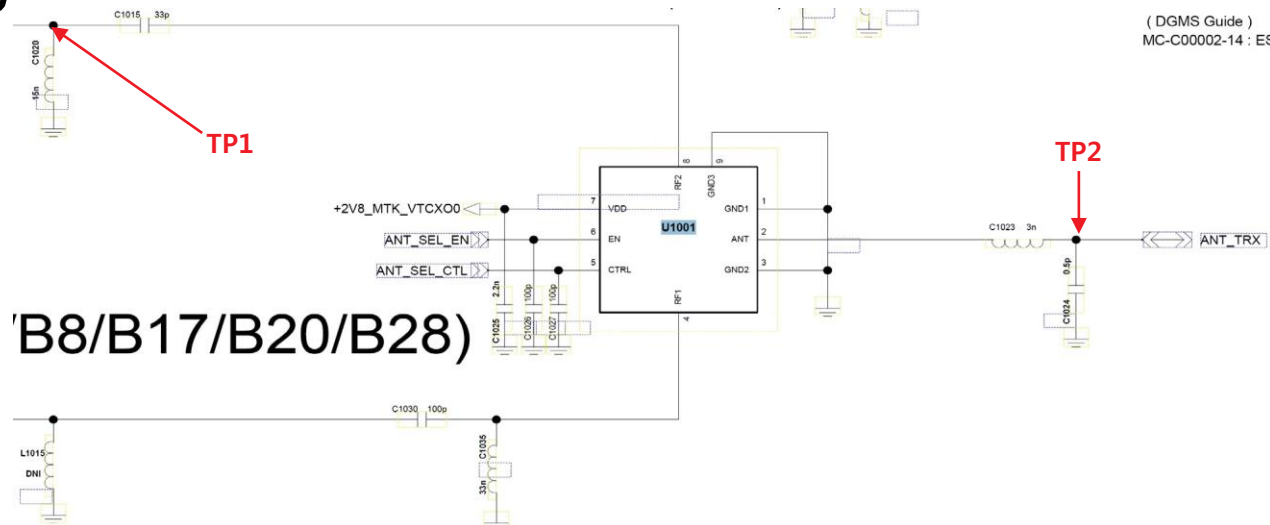 C1015 33p
( DGMS Guide )
MC-C00002-14 : ES
C1020
15n
TP1
TP2
8
9
RF2
GND3
+2V8_MTK_VTCXO0
7
VDD
GND1
1
U1001
ANT_SEL_EN
6
EN
ANT
2
C1023 3n
ANT_TRX
ANT_SEL_CTL
5
CTRL
GND2
3
RF1
4
2.2n
100p
100p
C1025
C1026
C1027
0.5p
C1024
/B8/B17/B20/B28)
C1030 100p
L1015
DNI
C1035
33n